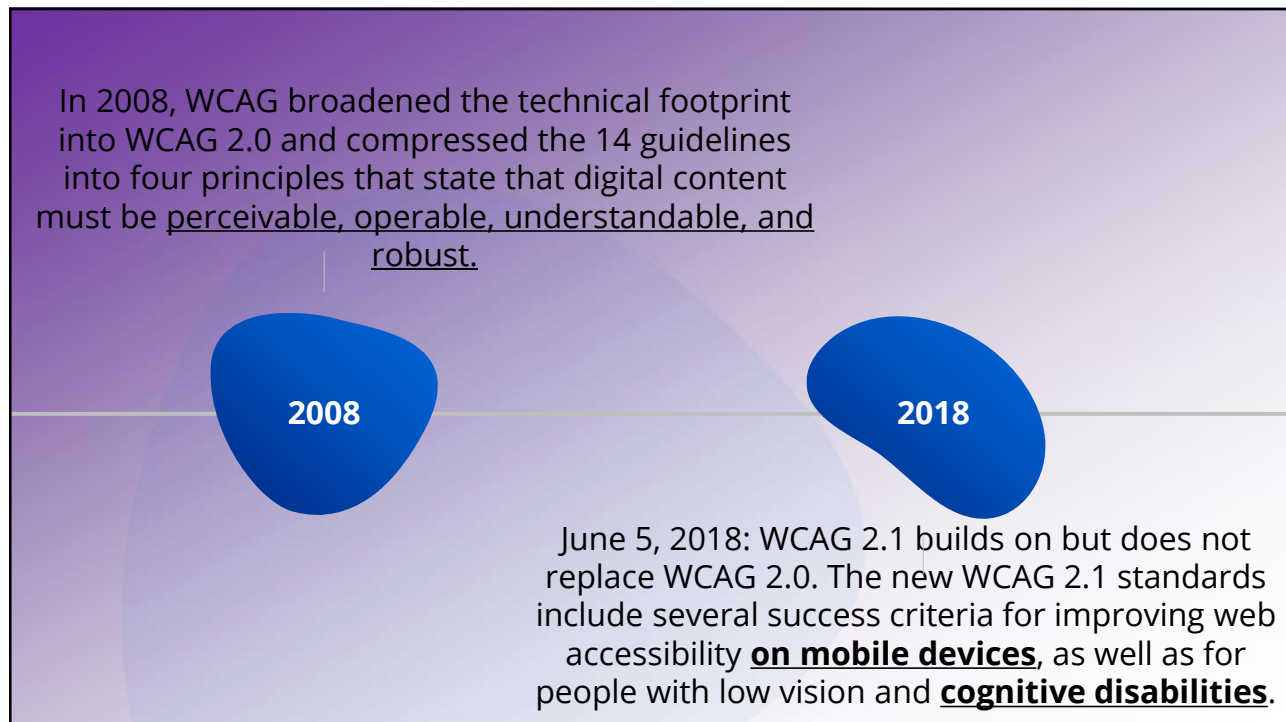 In 2008, WCAG broadened the technical footprint
into WCAG 2.0 and compressed the 14 guidelines
into four principles that state that digital content
must be perceivable, operable, understandable, and
robust.
2008
2018
June 5, 2018: WCAG 2.1 builds on but does not
replace WCAG 2.0. The new WCAG 2.1 standards
include several success criteria for improving web
accessibility on mobile devices, as well as for
people with low vision and cognitive disabilities.